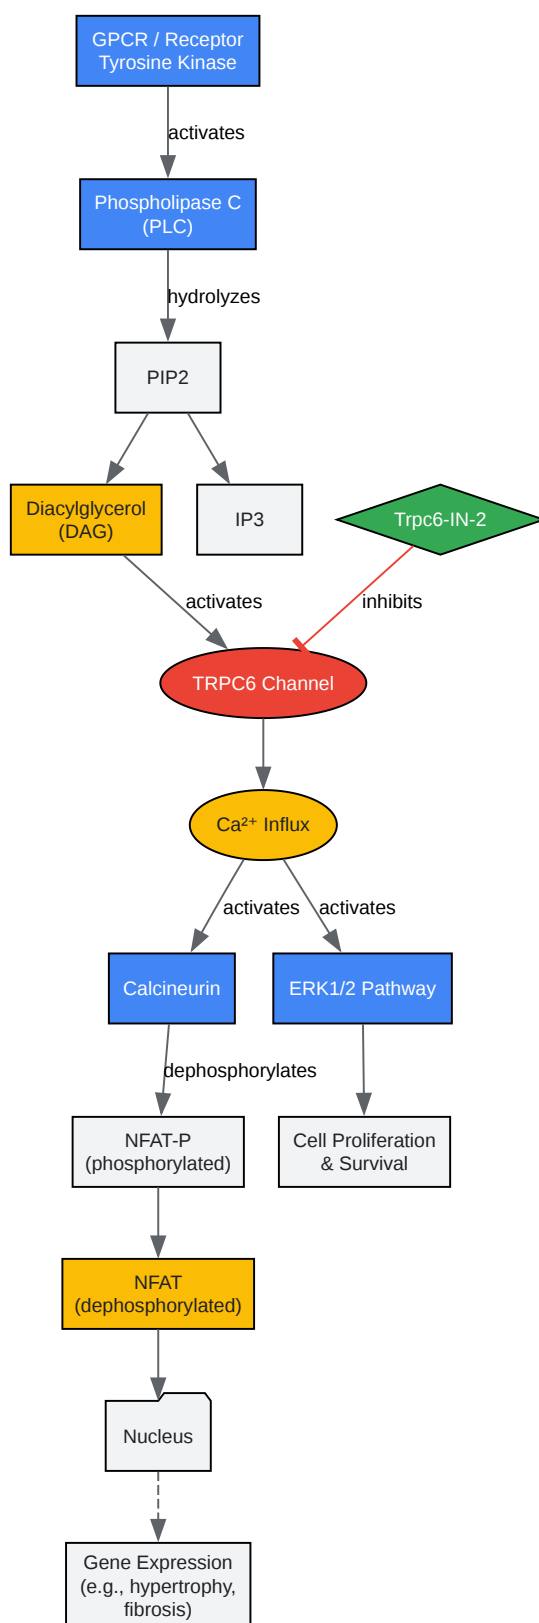 GPCR / Receptor
Tyrosine Kinase
activates
Phospholipase C
(PLC)
hydrolyzes
PIP2
Diacylglycerol
(DAG)
IP3
Trpc6-IN-2
activates
inhibits
TRPC6 Channel
Ca²⁺ Influx
activates
activates
Calcineurin
ERK1/2 Pathway
dephosphorylates
NFAT-P
(phosphorylated)
Cell Proliferation
& Survival
NFAT
(dephosphorylated)
Nucleus
Gene Expression
(e.g., hypertrophy,
fibrosis)